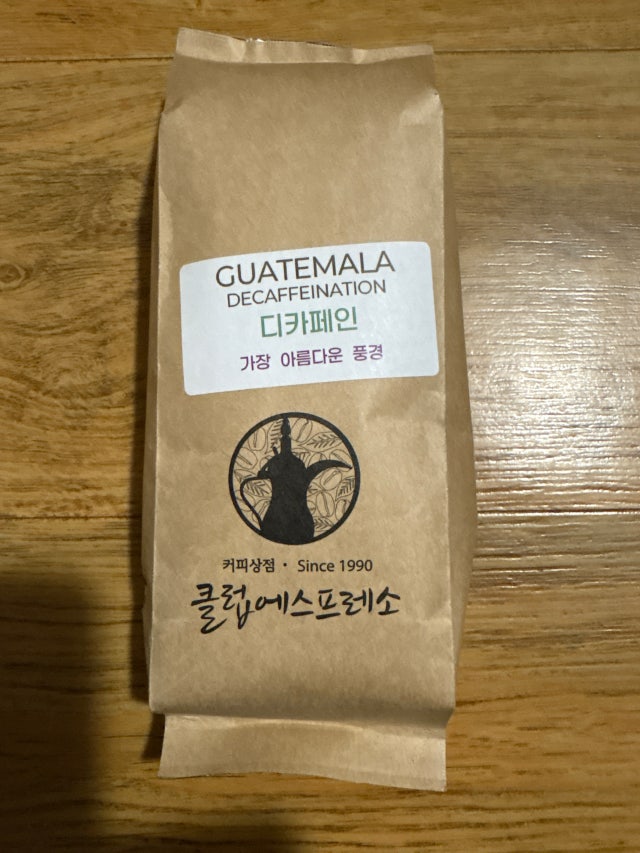 GUATEMALA
DECAFFEINATION
디카페인
가장 아름다운 풍경
커피상점 · Since 1990
클럽에스프레소